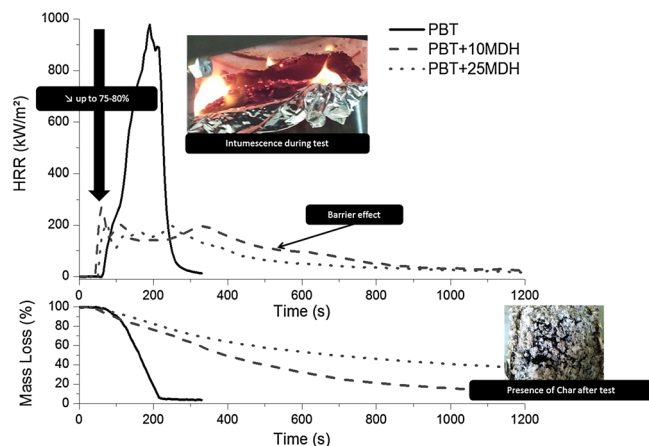 1000
800
600
400
200
0
HRR (kW/m²)
↘ up to 75-80%
Intumescence during test
PBT
PBT+10MDH
PBT+25MDH
Barrier effect
0 200 400 600 800 1000 1200
Time (s)
100
80
60
40
20
0
Mass Loss (%)
Presence of Char after test
0 200 400 600 800 1000 1200
Time (s)